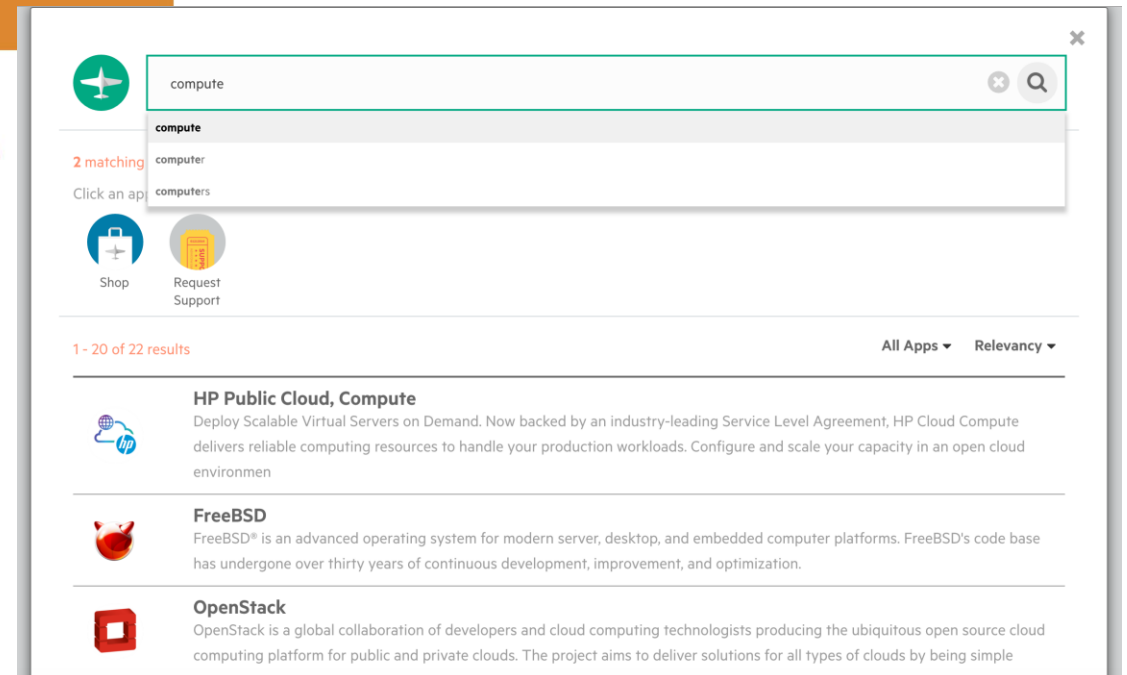 compute
compute
computer
computers
2 matching
Click an app
Shop
Request
Support
1 - 20 of 22 results
All Apps
Relevancy
HP Public Cloud, Compute
Deploy Scalable Virtual Servers on Demand. Now backed by an industry-leading Service Level Agreement, HP Cloud Compute
delivers reliable computing resources to handle your production workloads. Configure and scale your capacity in an open cloud
environmen
hp
FreeBSD
FreeBSD® is an advanced operating system for modern server, desktop, and embedded computer platforms. FreeBSD's code base
has undergone over thirty years of continuous development, improvement, and optimization.
OpenStack
OpenStack is a global collaboration of developers and cloud computing technologists producing the ubiquitous open source cloud
computing platform for public and private clouds. The project aims to deliver solutions for all types of clouds by being simple